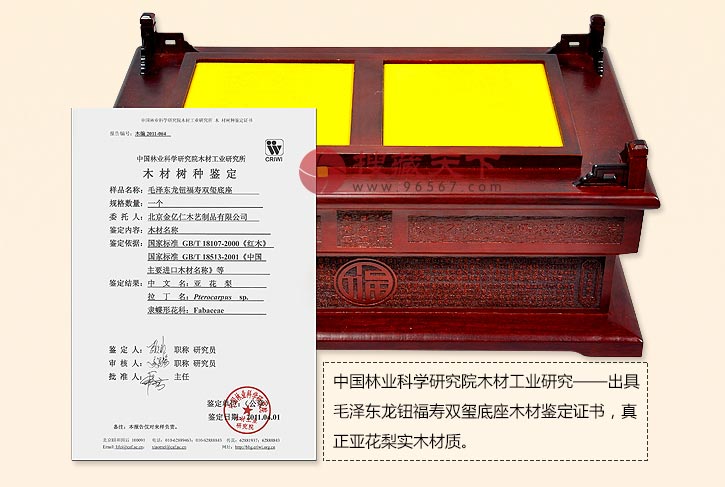 中国林业科学研究院木材工业研究所 木 材树种鉴定证书
报告编号：木编 2011-064
CRIWI
中国林业科学研究院木材工业研究所
木 材 树 种 鉴 定
样品名称：毛泽东龙钮福寿双玺底座
规格数量：一个
委 托 人：北京金亿仁木艺制品有限公司
鉴定内容：木材名称
鉴定依据：国家标准 GB/T 18107-2000《红木》
国家标准 GB/T 18513-2001《中国
主要进口木材名称》等
鉴定结果：中 文 名：亚 花 梨
拉 丁 名：Pterocarpus sp.
隶蝶形花科：Fabaceae
鉴 定 人： 职称 研究员
审 核 人： 职称 研究员
批 准 人： 主任
鉴定单位：（公章）
鉴定日期：2011.04.01
备注：本报告仅对来样负责。
搜藏天下
www.96567.com
中国林业科学研究院木材工业研究——出具
毛泽东龙钮福寿双玺底座木材鉴定证书，真
正亚花梨实木材质。